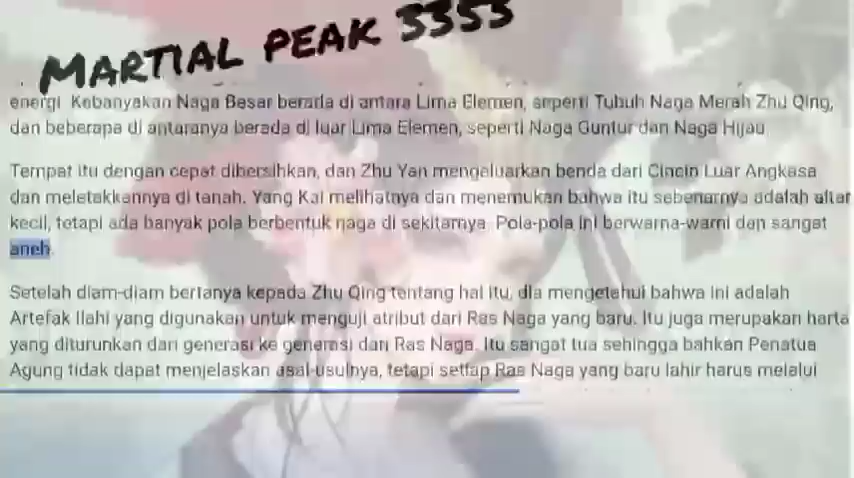 MARTIAL PEAK 3353
energi. Kebanyakan Naga Besar berada di antara Lima Elemen, seperti Tubuh Naga Merah Zhu Qing,
dan beberapa di antaranya berada di luar Lima Elemen, seperti Naga Guntur dan Naga Hijau
Tempat itu dengan cepat dibersihkan, dan Zhu Yan mengeluarkan benda dari Cincin Luar Angkasa
dan meletakkannya di tanah. Yang Kai melihatnya dan menemukan bahwa itu sebenarnya adalah altar
kecil, tetapi ada banyak pola berbentuk naga di sekitarnya. Pola-pola ini berwarna-warni dan sangat
aneh.
Setelah diam-diam bertanya kepada Zhu Qing tentang hal itu, dia mengetahui bahwa ini adalah
Artefak Ilahi yang digunakan untuk menguji atribut dari Ras Naga yang baru. Itu juga merupakan harta
yang diturunkan dari generasi ke generasi dari Ras Naga. Itu sangat tua sehingga bahkan Penatua
Agung tidak dapat menjelaskan asal-usulnya, tetapi setiap Ras Naga yang baru lahir harus melalui